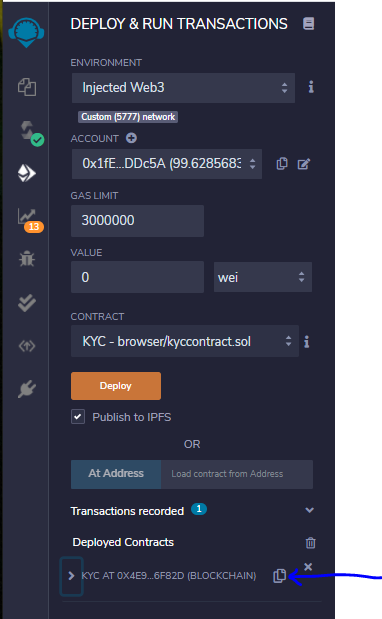 DEPLOY & RUN TRANSACTIONS
ENVIRONMENT
Injected Web3
Custom (5777) network
ACCOUNT
0x1fE...DDc5A (99.6285683
GAS LIMIT
3000000
VALUE
0 wei
CONTRACT
KYC - browser/kyccontract.sol
Deploy
Publish to IPFS
OR
At Address Load contract from Address
Transactions recorded 1
Deployed Contracts
KYC AT 0X4E9...6F82D (BLOCKCHAIN)
13